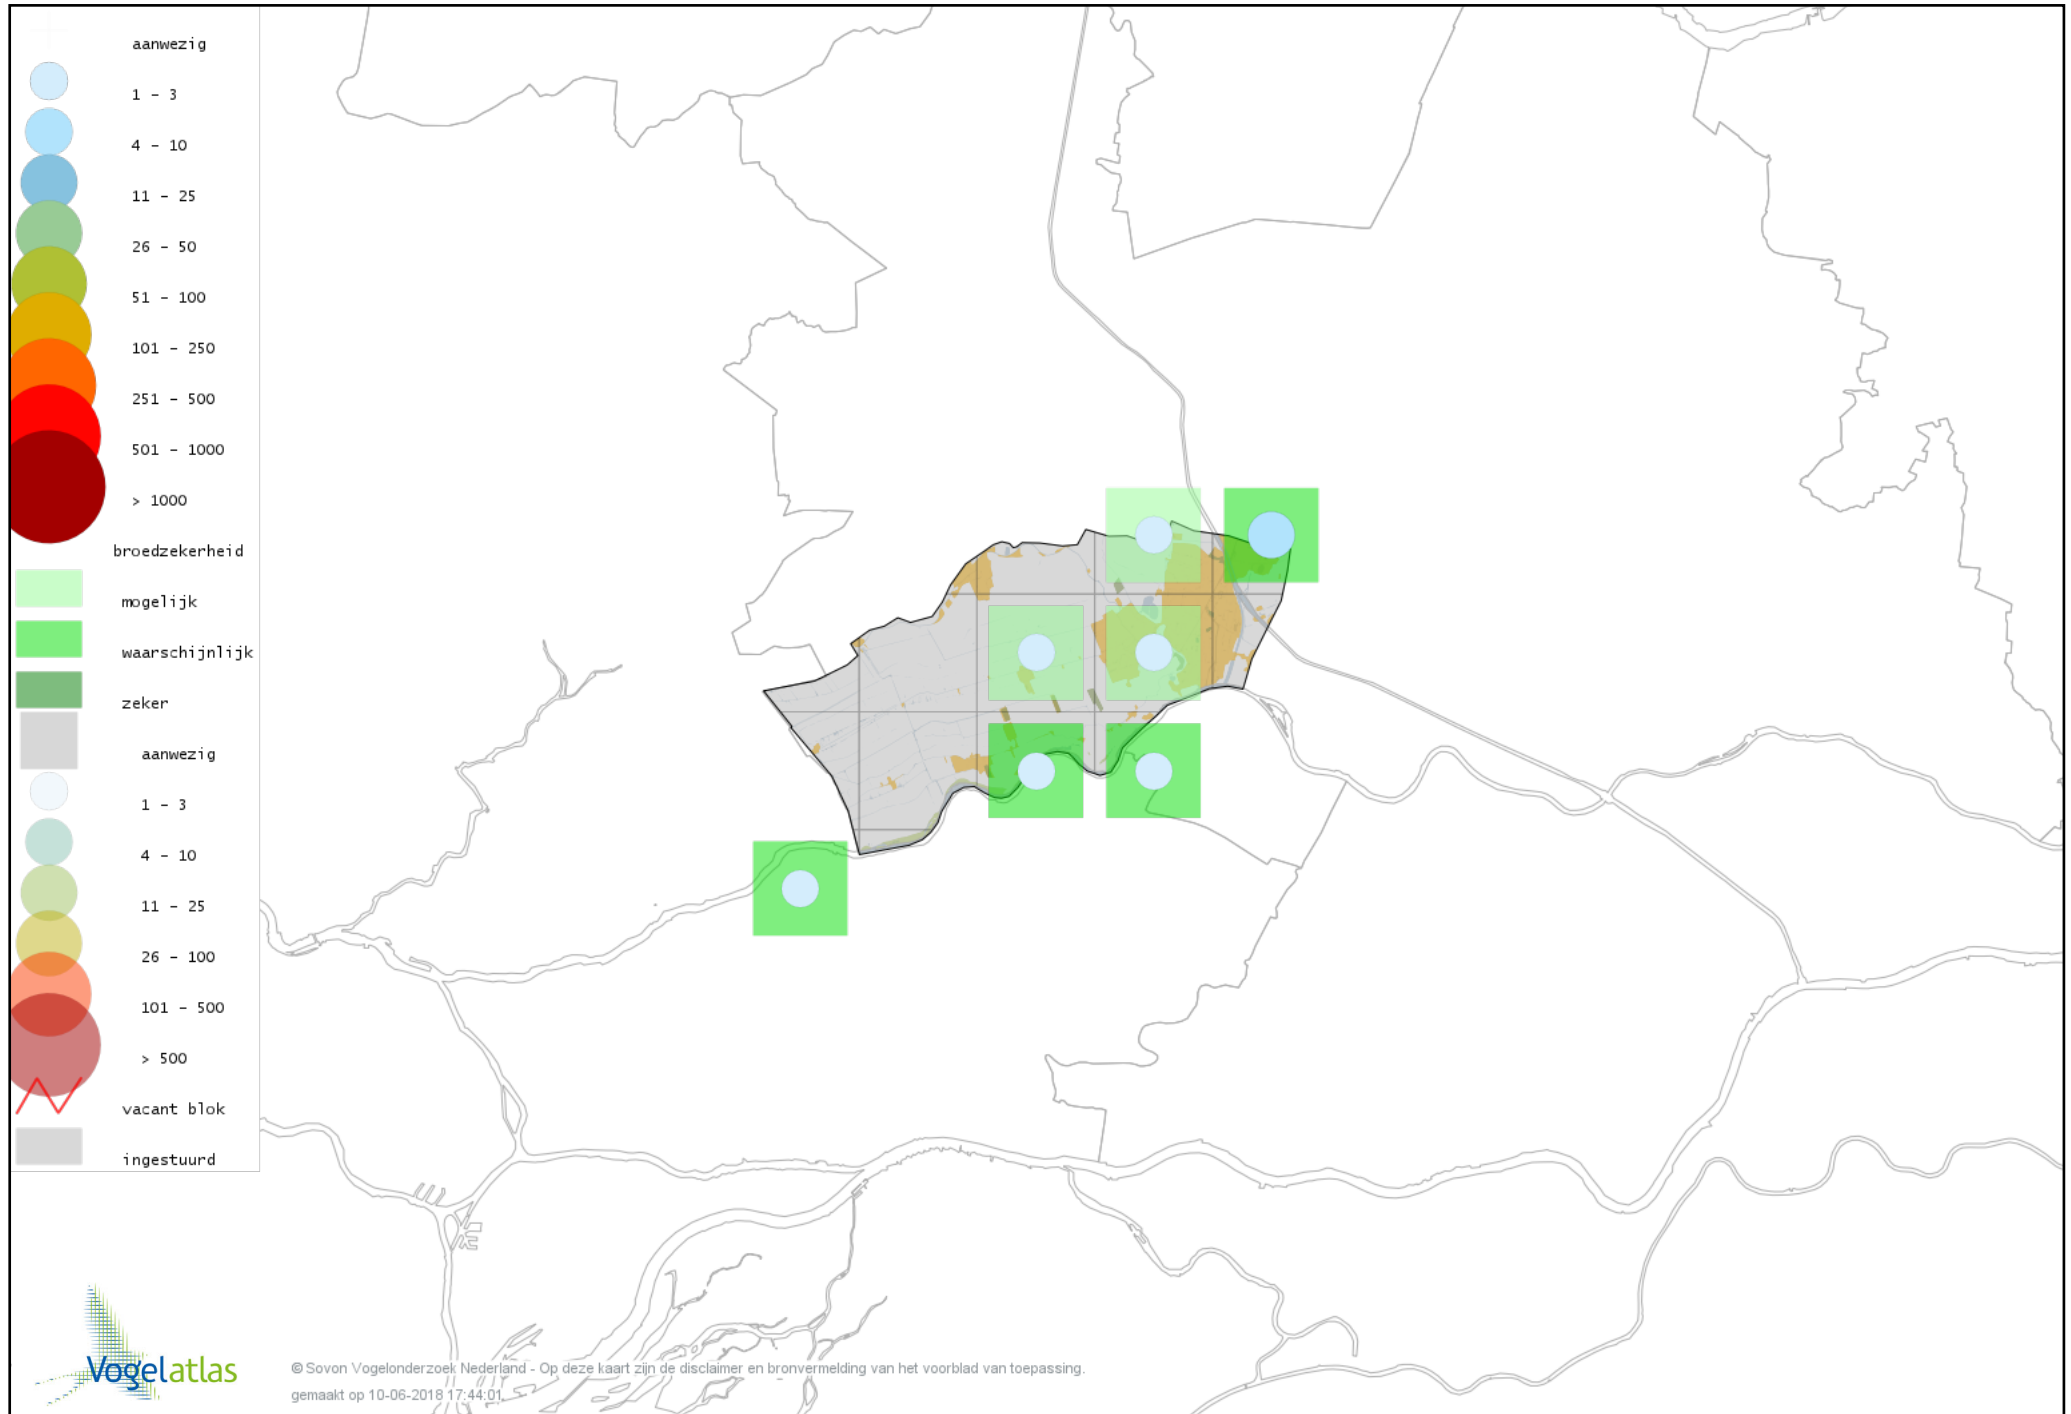 aanwezig
1 – 3
4 – 10
11 – 25
26 – 50
51 – 100
101 – 250
251 – 500
501 – 1000
> 1000
broedzekerheid
mogelijk
waarschijnlijk
zeker
aanwezig
1 – 3
4 – 10
11 – 25
26 – 100
101 – 500
> 500
vacant blok
ingestuurd
Vogelatlas
© Sovon Vogelonderzoek Nederland - Op deze kaart zijn de disclaimer en bronvermelding van het voorblad van toepassing.
gemaakt op 10-06-2018 17:44:01